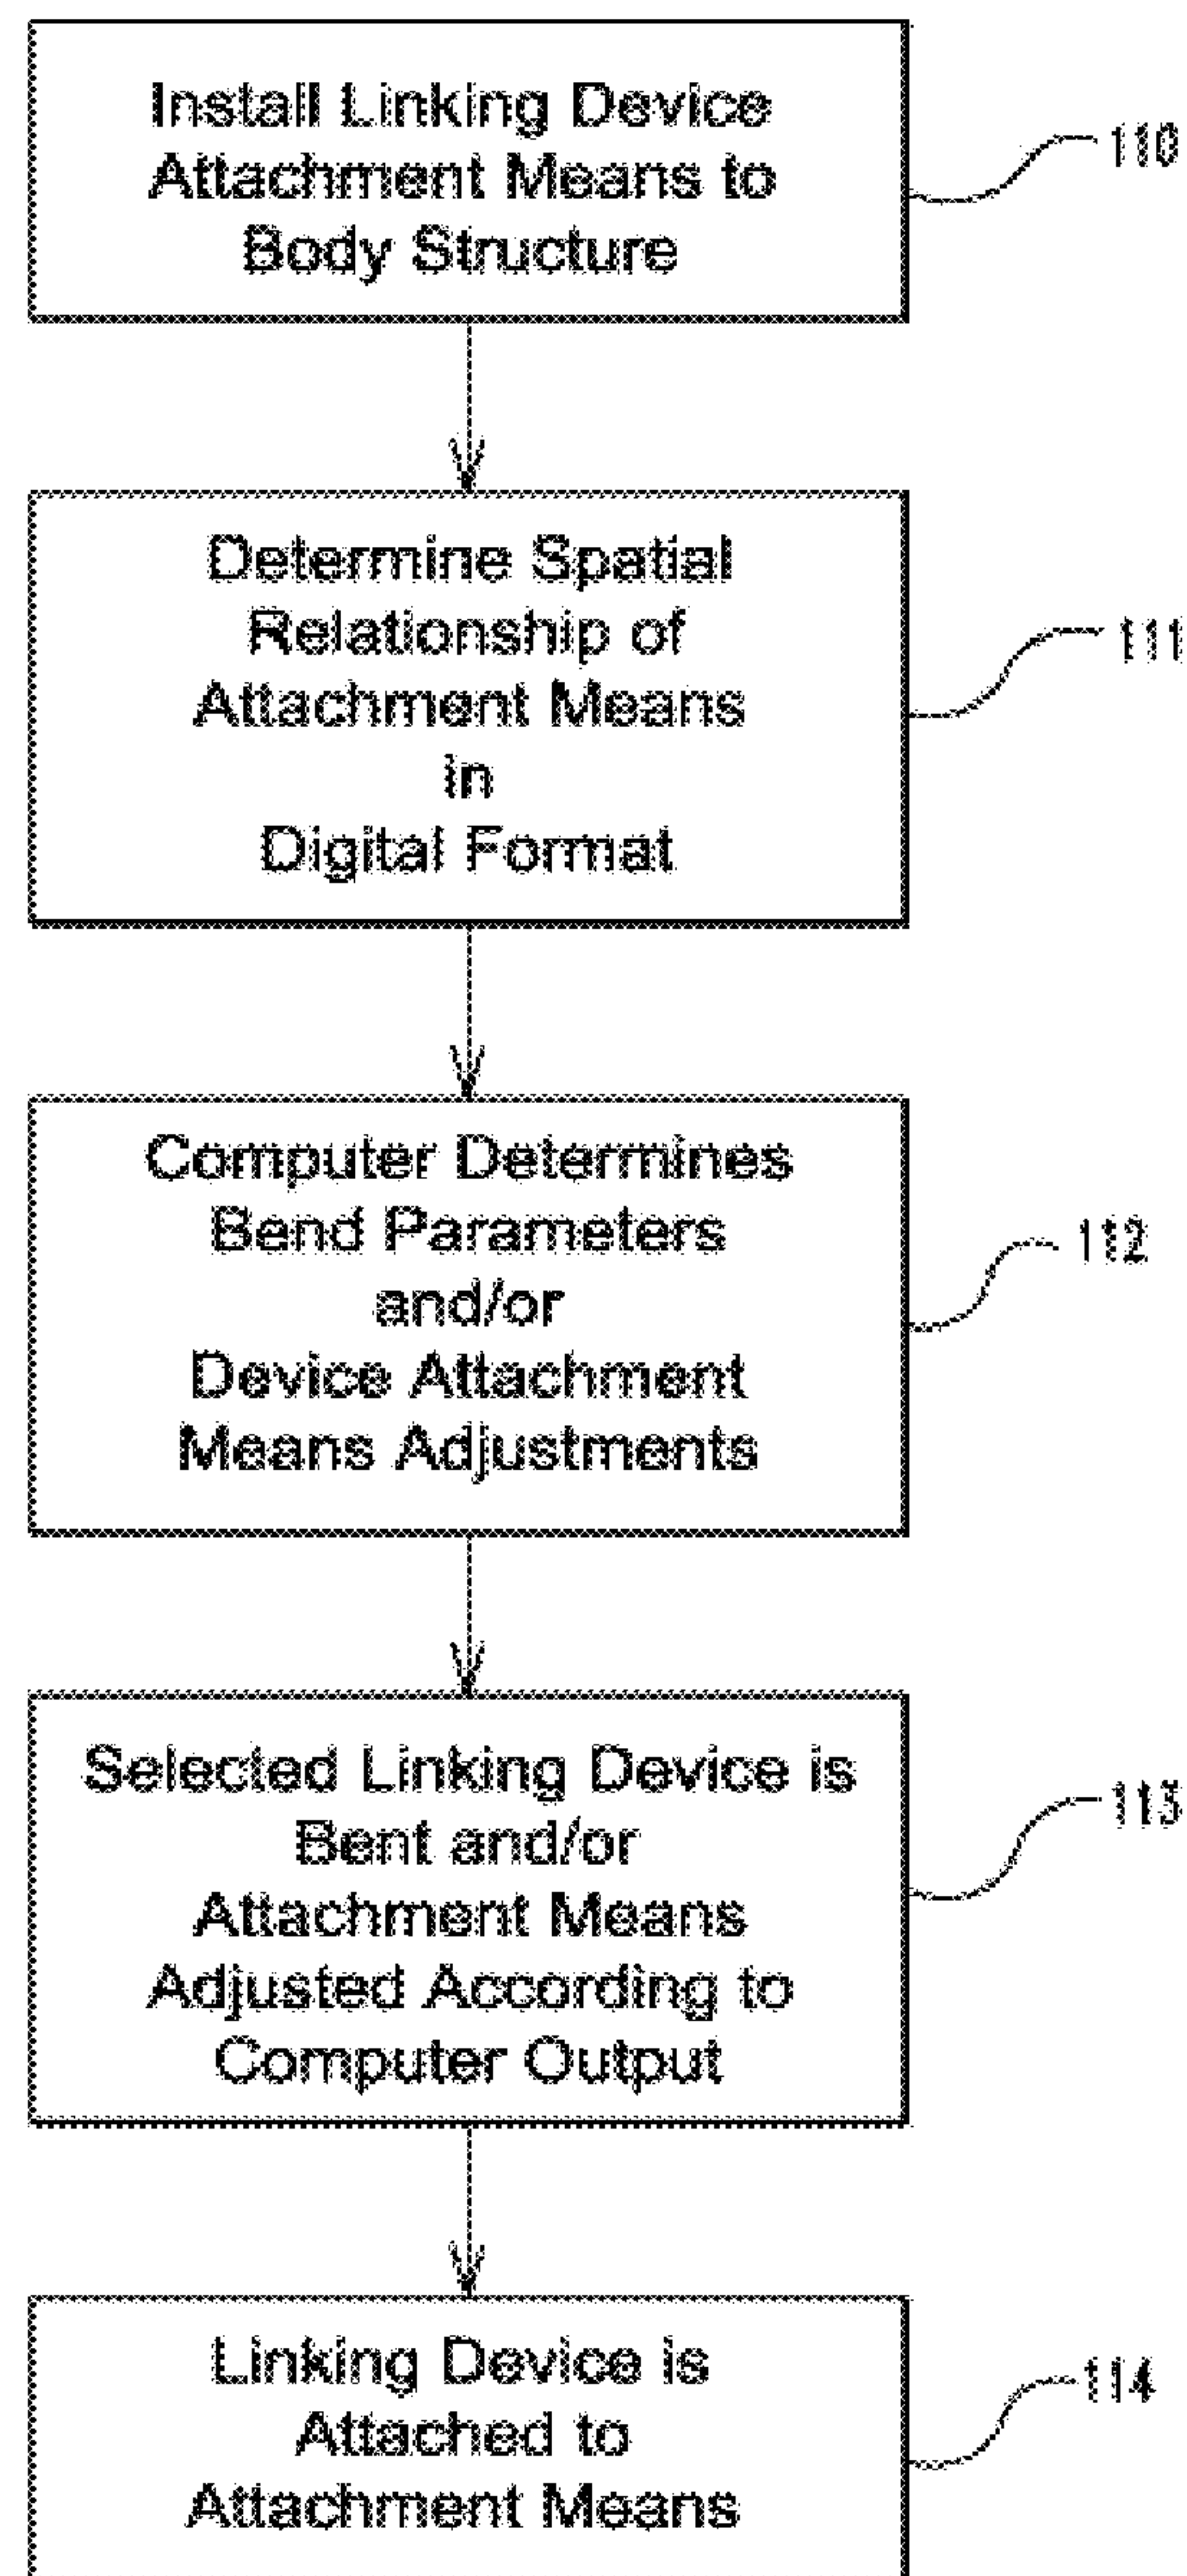 Install Linking Device
Attachment Means to
Body Structure
110
Determine Spatial
Relationship of
Attachment Means
in
Digital Format
111
Computer Determines
Bend Parameters
and/or
Device Attachment
Means Adjustments
112
Selected Linking Device is
Bent and/or
Attachment Means
Adjusted According to
Computer Output
113
Linking Device is
Attached to
Attachment Means
114